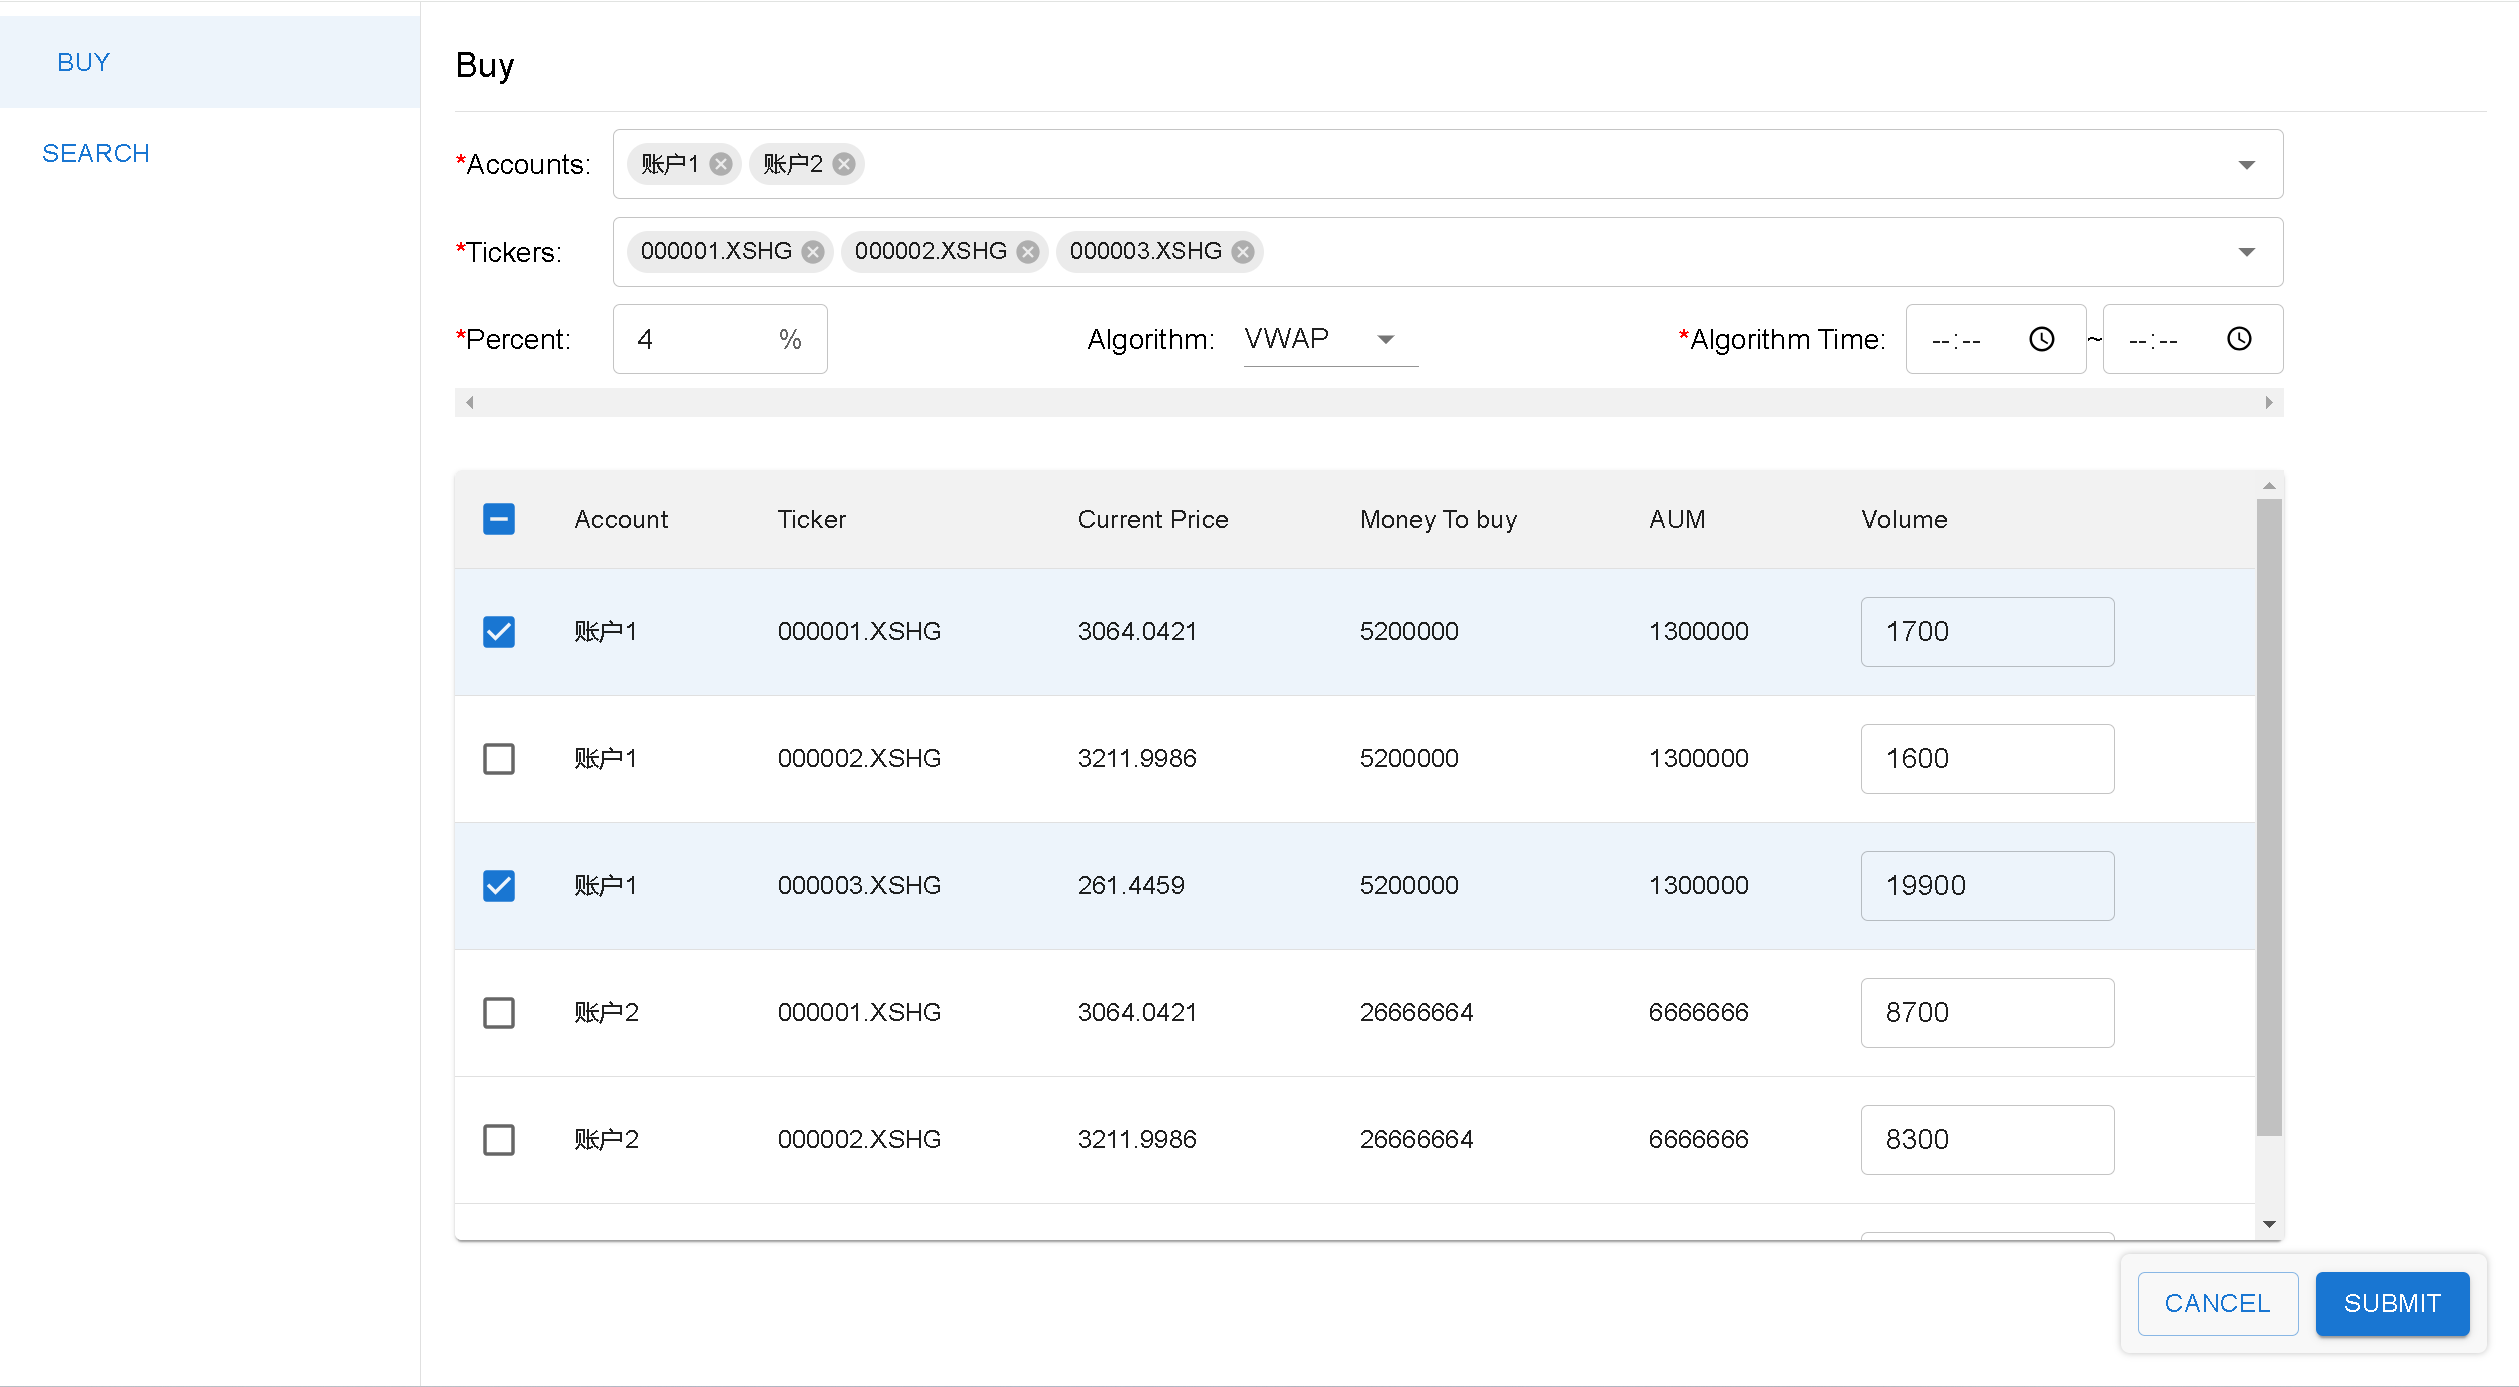 BUY
SEARCH
Buy
*Accounts: 账户1 账户2
*Tickers: 000001.XSHG 000002.XSHG 000003.XSHG
*Percent: 4 % Algorithm: VWAP *Algorithm Time: --:-- ~ --:--
Account Ticker Current Price Money To buy AUM Volume
账户1 000001.XSHG 3064.0421 5200000 1300000 1700
账户1 000002.XSHG 3211.9986 5200000 1300000 1600
账户1 000003.XSHG 261.4459 5200000 1300000 19900
账户2 000001.XSHG 3064.0421 26666664 6666666 8700
账户2 000002.XSHG 3211.9986 26666664 6666666 8300
CANCEL SUBMIT